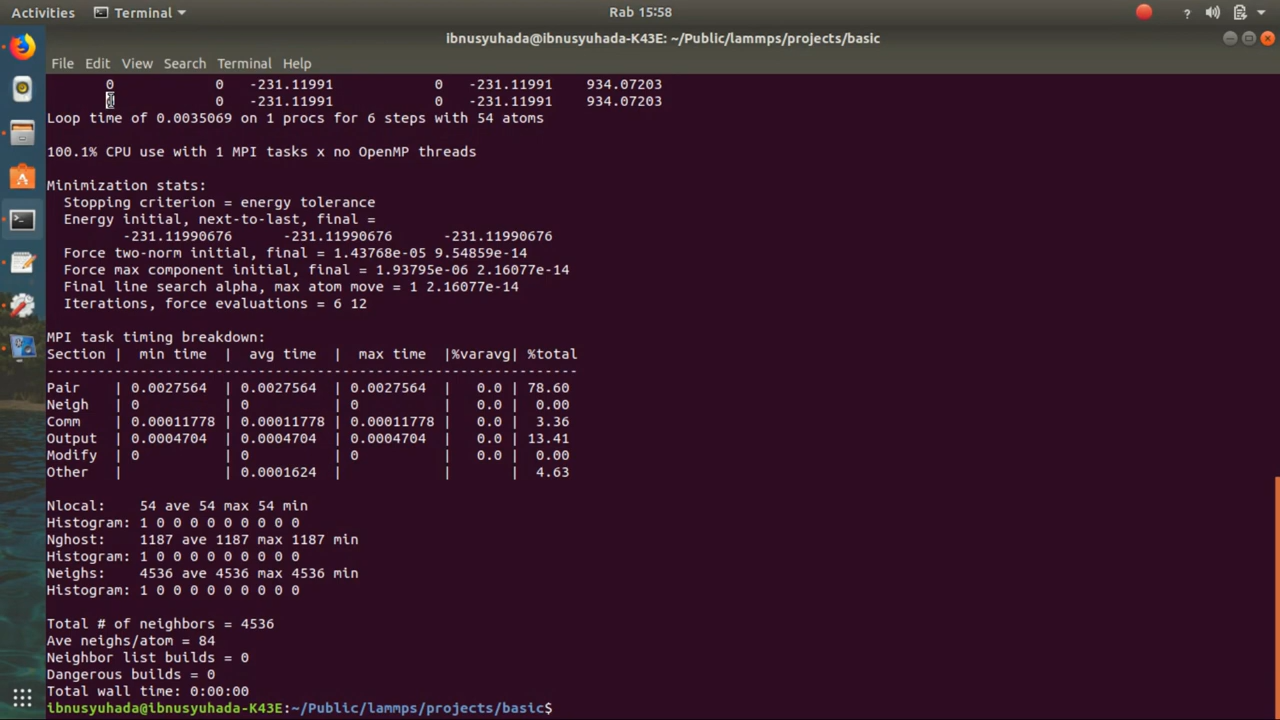 Activities Terminal Rab 15:58 ?
ibnusyuhada@ibnusyuhada-K43E: ~/Public/lammps/projects/basic
File Edit View Search Terminal Help
0 0 -231.11991 0 -231.11991 934.07203
0 -231.11991 0 -231.11991 934.07203
Loop time of 0.0035069 on 1 procs for 6 steps with 54 atoms
100.1% CPU use with 1 MPI tasks x no OpenMP threads
Minimization stats:
Stopping criterion = energy tolerance
Energy initial, next-to-last, final =
-231.11990676 -231.11990676 -231.11990676
Force two-norm initial, final = 1.43768e-05 9.54859e-14
Force max component initial, final = 1.93795e-06 2.16077e-14
Final line search alpha, max atom move = 1 2.16077e-14
Iterations, force evaluations = 6 12
MPI task timing breakdown:
Section | min time | avg time | max time |%varavg| %total
---------------------------------------------------------------
Pair | 0.0027564 | 0.0027564 | 0.0027564 | 0.0 | 78.60
Neigh | 0 | 0 | 0 | 0.0 | 0.00
Comm | 0.00011778 | 0.00011778 | 0.00011778 | 0.0 | 3.36
Output | 0.0004704 | 0.0004704 | 0.0004704 | 0.0 | 13.41
Modify | 0 | 0 | 0 | 0.0 | 0.00
Other | | 0.0001624 | | | 4.63
Nlocal: 54 ave 54 max 54 min
Histogram: 1 0 0 0 0 0 0 0 0 0
Nghost: 1187 ave 1187 max 1187 min
Histogram: 1 0 0 0 0 0 0 0 0 0
Neighs: 4536 ave 4536 max 4536 min
Histogram: 1 0 0 0 0 0 0 0 0 0
Total # of neighbors = 4536
Ave neighs/atom = 84
Neighbor list builds = 0
Dangerous builds = 0
Total wall time: 0:00:00
ibnusyuhada@ibnusyuhada-K43E:~/Public/lammps/projects/basic$